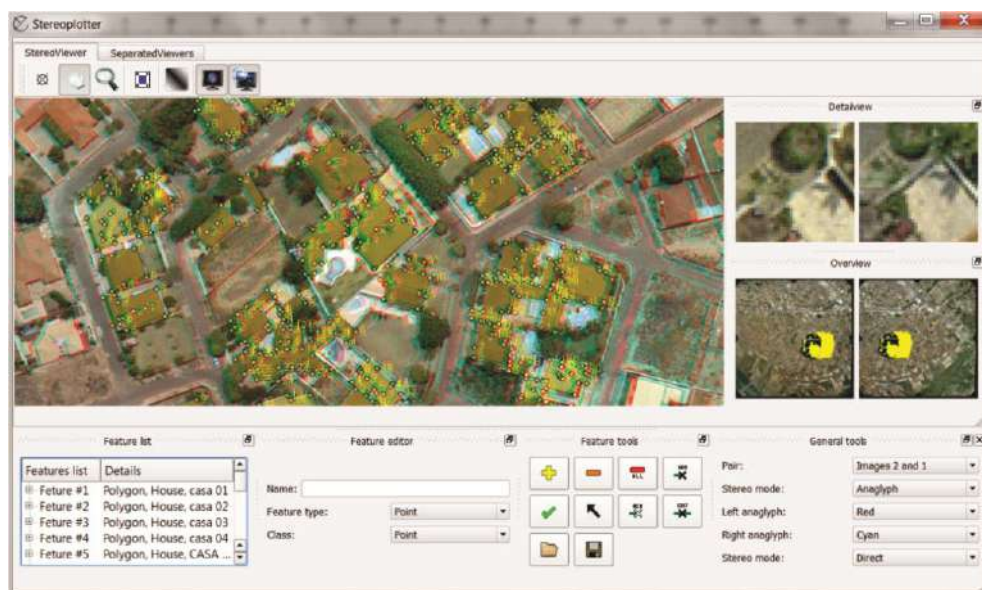 Stereoplotter
StereoViewer SeparatedViewers
Detailview
Overview
Feature list
Features list Details
Feture #1 Polygon, House, casa 01
Feture #2 Polygon, House, casa 02
Feture #3 Polygon, House, casa 03
Feture #4 Polygon, House, casa 04
Feture #5 Polygon, House, CASA ...
Feature editor
Name:
Feature type: Point
Class: Point
Feature tools
ALL
General tools
Pair: Images 2 and 1
Stereo mode: Anaglyph
Left anaglyph: Red
Right anaglyph: Cyan
Stereo mode: Direct